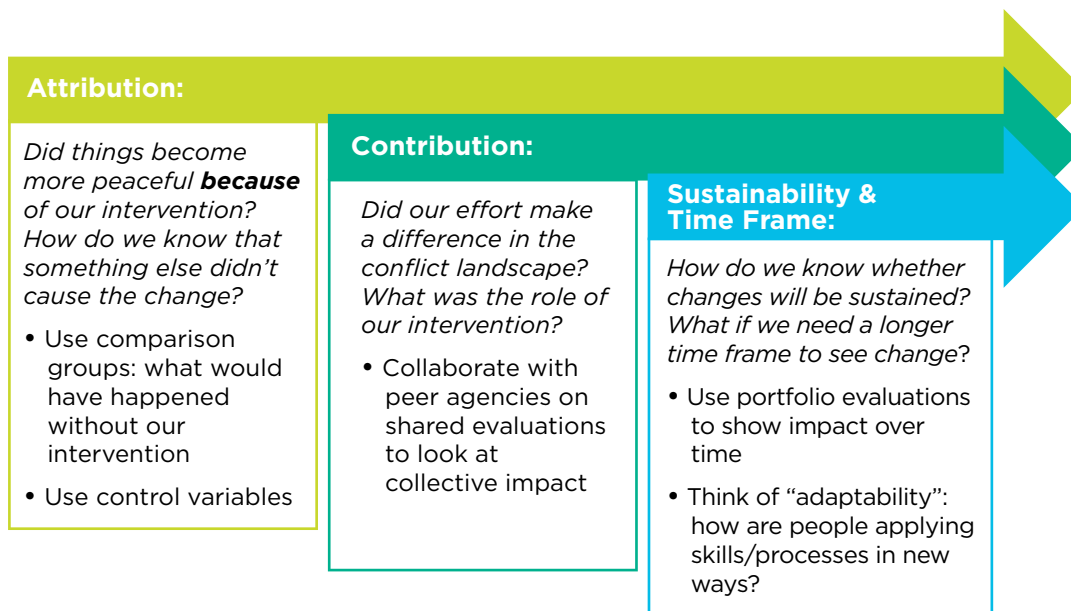 Attribution:
Did things become
more peaceful because
of our intervention?
How do we know that
something else didn’t
cause the change?
• Use comparison
groups: what would
have happened
without our
intervention
• Use control variables
Contribution:
Did our effort make
a difference in the
conflict landscape?
What was the role of
our intervention?
• Collaborate with
peer agencies on
shared evaluations
to look at
collective impact
Sustainability &
Time Frame:
How do we know whether
changes will be sustained?
What if we need a longer
time frame to see change?
• Use portfolio evaluations
to show impact over
time
• Think of “adaptability”:
how are people applying
skills/processes in new
ways?